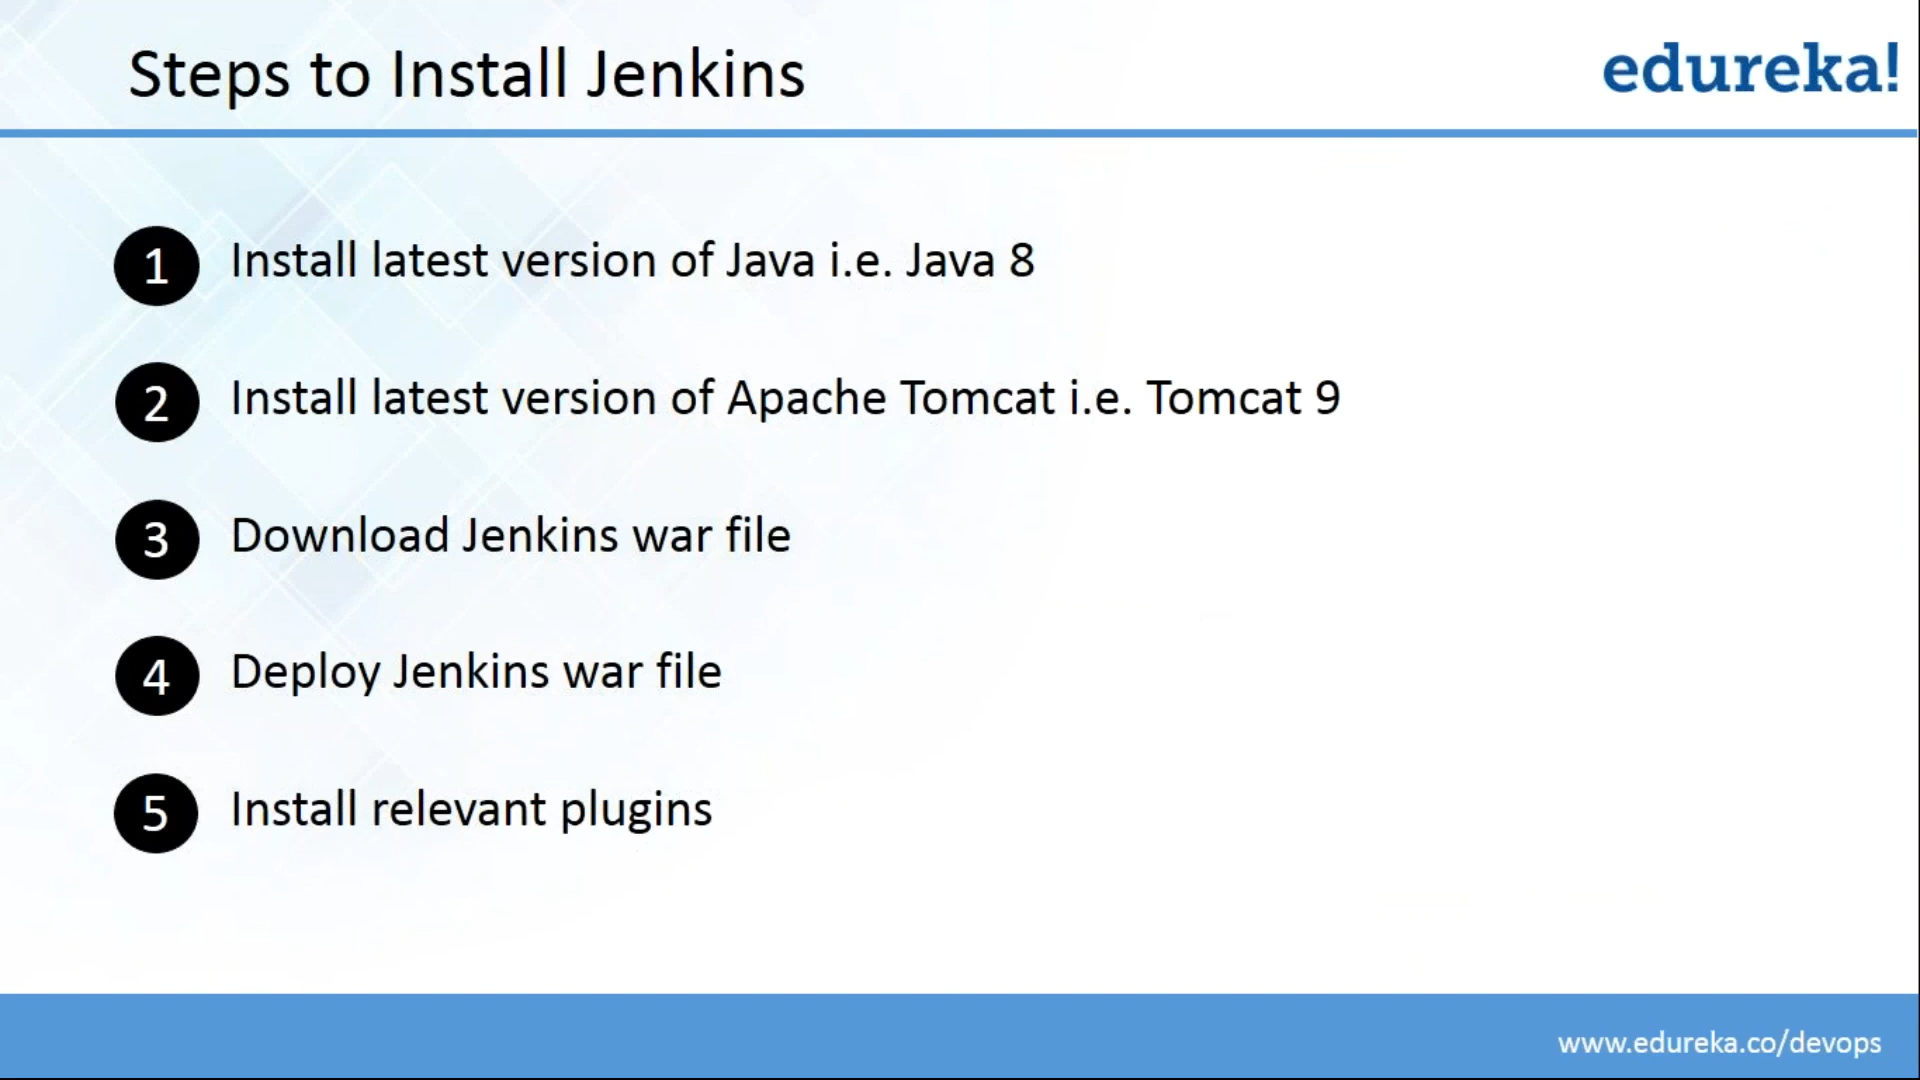 Steps to Install Jenkins
edureka!
1 Install latest version of Java i.e. Java 8
2 Install latest version of Apache Tomcat i.e. Tomcat 9
3 Download Jenkins war file
4 Deploy Jenkins war file
5 Install relevant plugins
www.edureka.co/devops